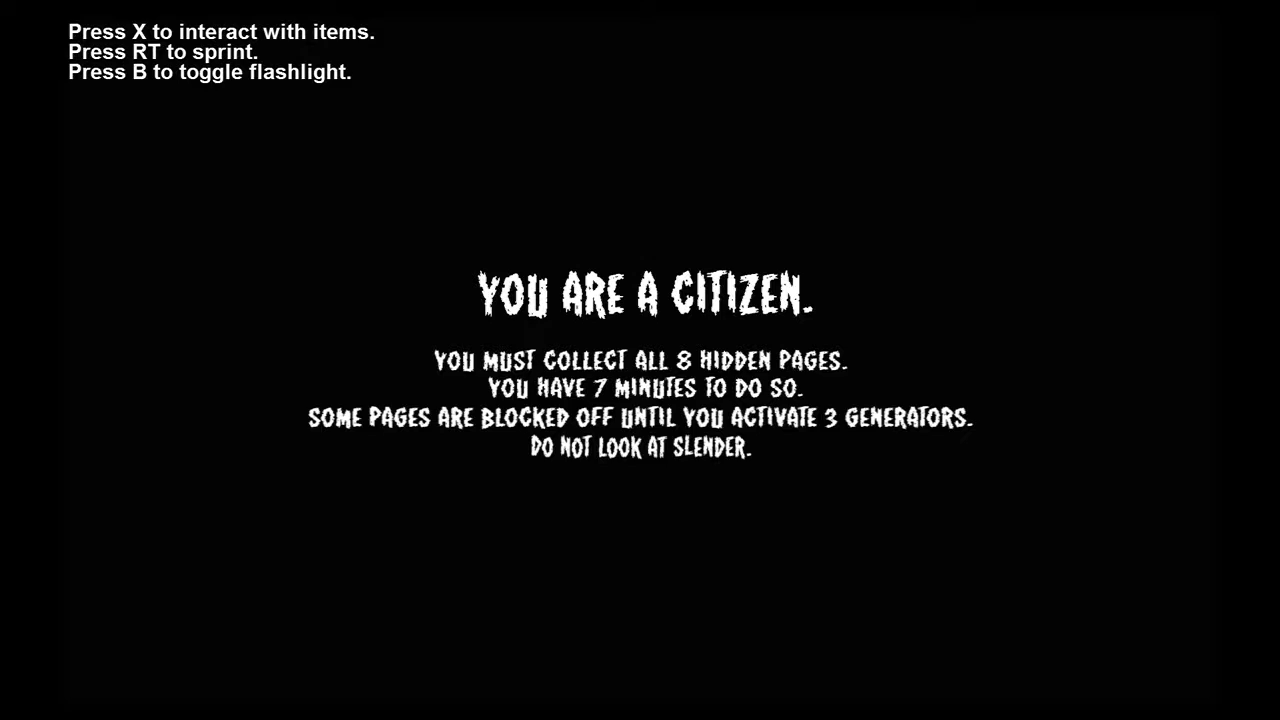 Press X to interact with items.
Press RT to sprint.
Press B to toggle flashlight.
YOU ARE A CITIZEN.
YOU MUST COLLECT ALL 8 HIDDEN PAGES.
YOU HAVE 7 MINUTES TO DO SO.
SOME PAGES ARE BLOCKED OFF UNTIL YOU ACTIVATE 3 GENERATORS.
DO NOT LOOK AT SLENDER.